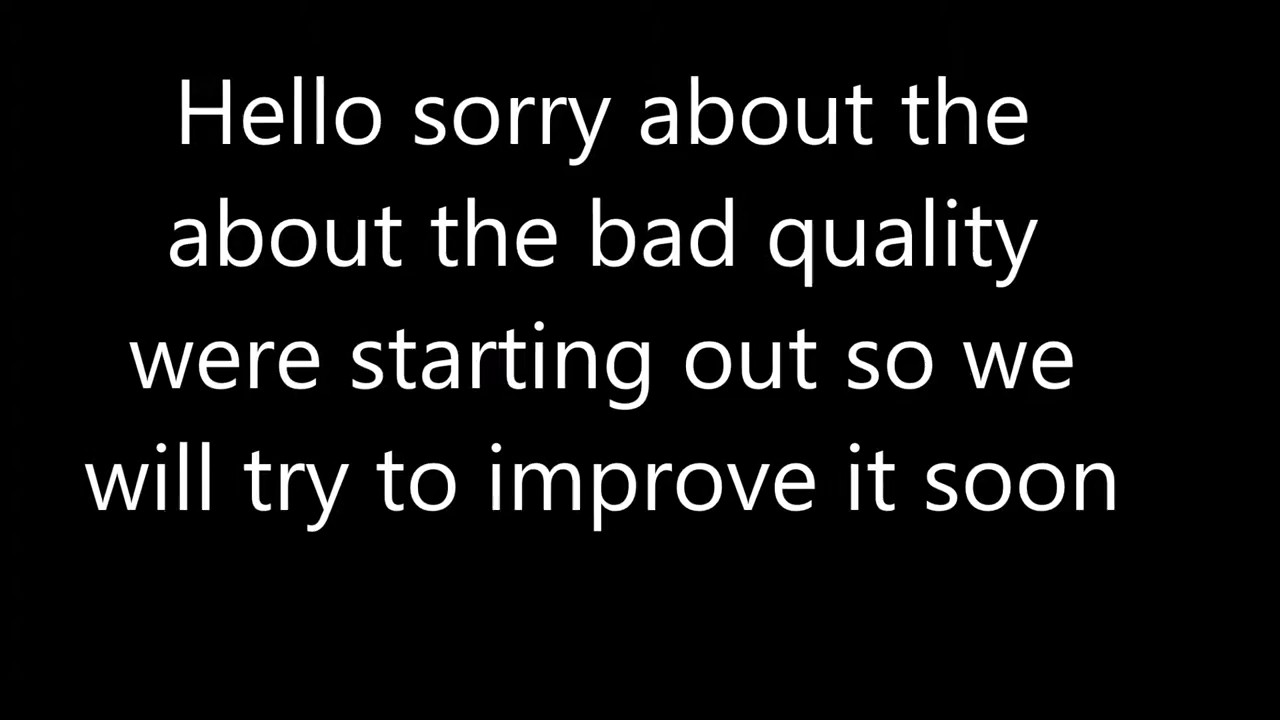 Hello sorry about the
about the bad quality
were starting out so we
will try to improve it soon